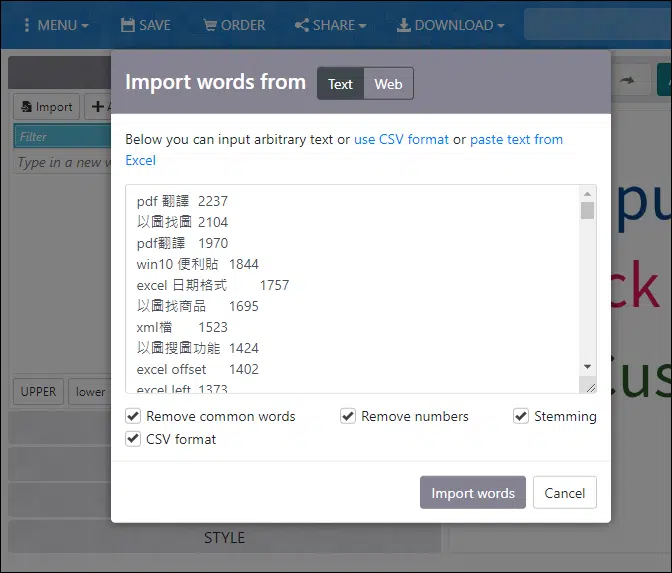 MENU SAVE ORDER SHARE DOWNLOAD
Import words from Text Web
Import
Filter
Type in a new w
Below you can input arbitrary text or use CSV format or paste text from
Excel
pdf 翻譯 2237
以圖找圖 2104
pdf翻譯 1970
win10 便利貼 1844
excel 日期格式 1757
以圖找商品 1695
xml檔 1523
以圖搜圖功能 1424
excel offset 1402
excel left 1373
pu
ck
Cus
UPPER lower
Remove common words Remove numbers Stemming
CSV format
Import words Cancel
STYLE